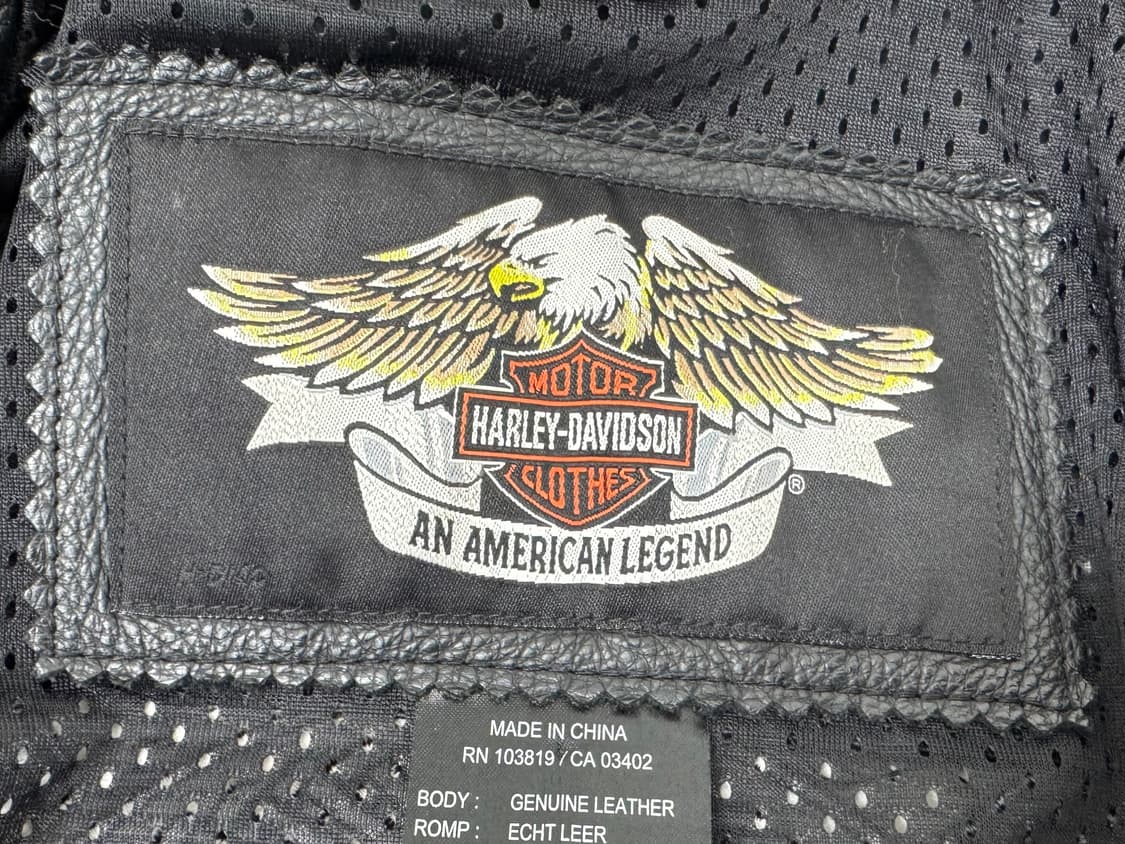 MOTOR
HARLEY-DAVIDSON
CLOTHES
®
AN AMERICAN LEGEND
MADE IN CHINA
RN 103819 / CA 03402
BODY : GENUINE LEATHER
ROMP : ECHT LEER